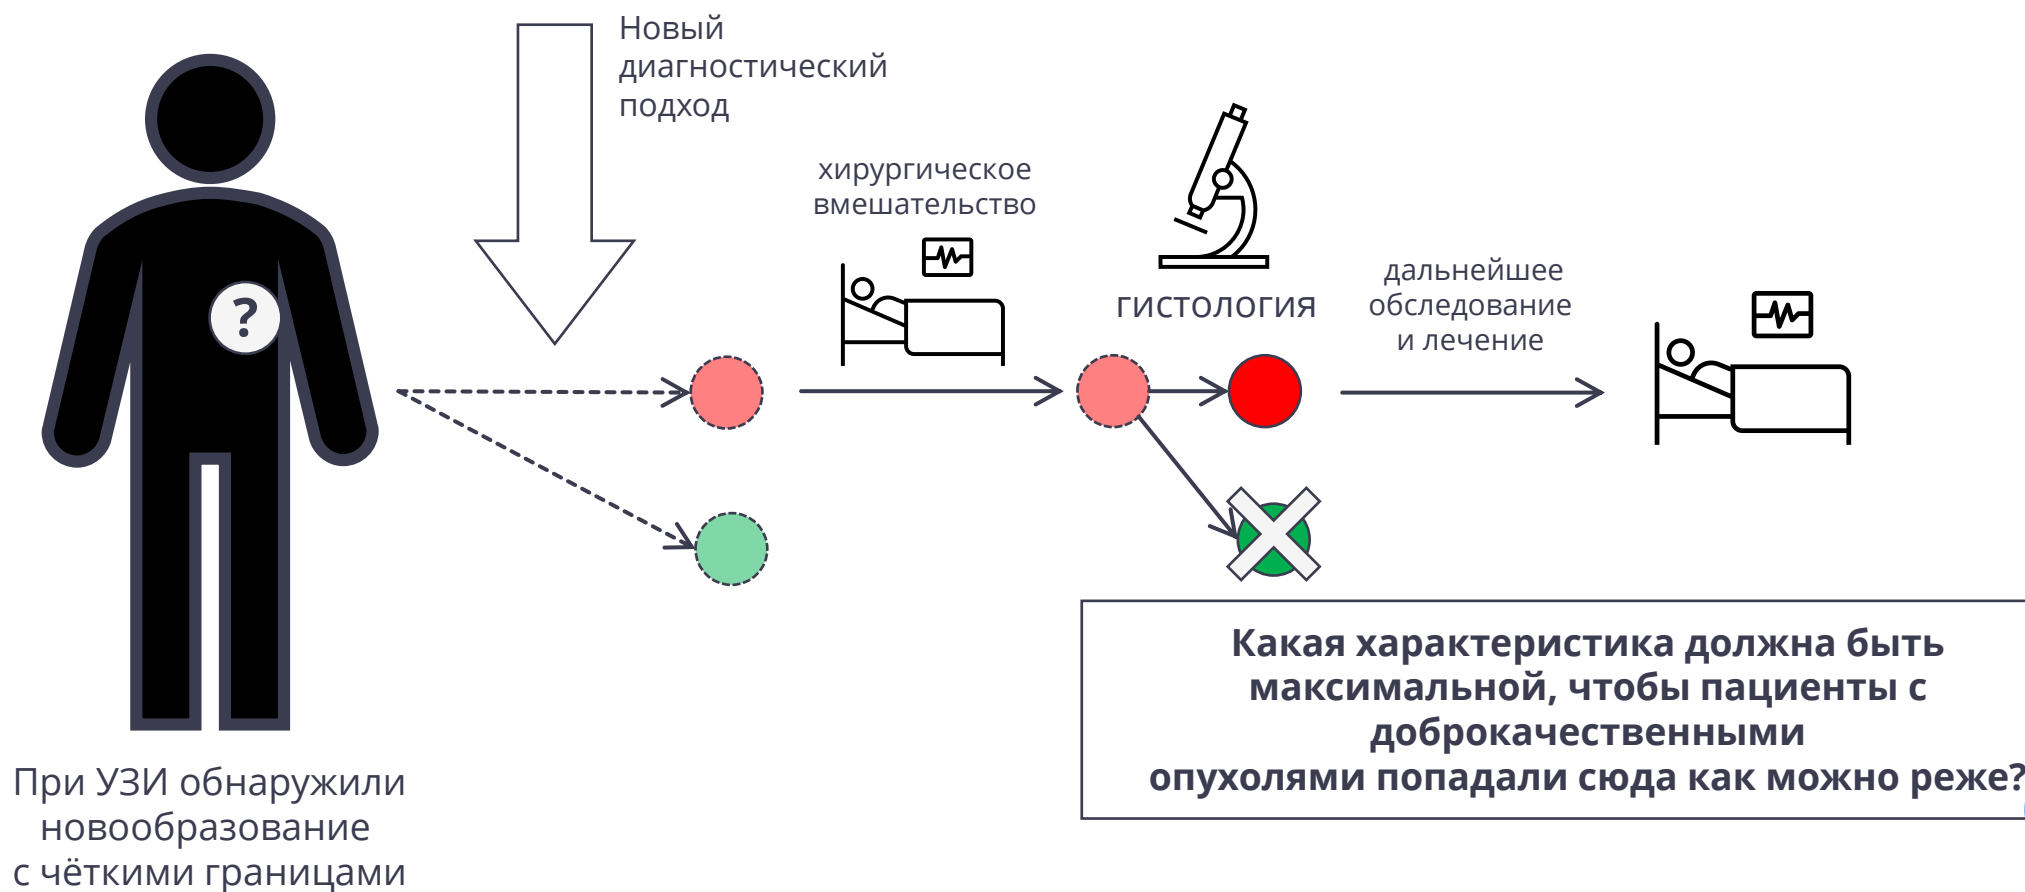 Новый
диагностический
подход
хирургическое
вмешательство
гистология
дальнейшее
обследование
и лечение
?
Какая характеристика должна быть
максимальной, чтобы пациенты с
доброкачественными
опухолями попадали сюда как можно реже?
При УЗИ обнаружили
новообразование
с чёткими границами